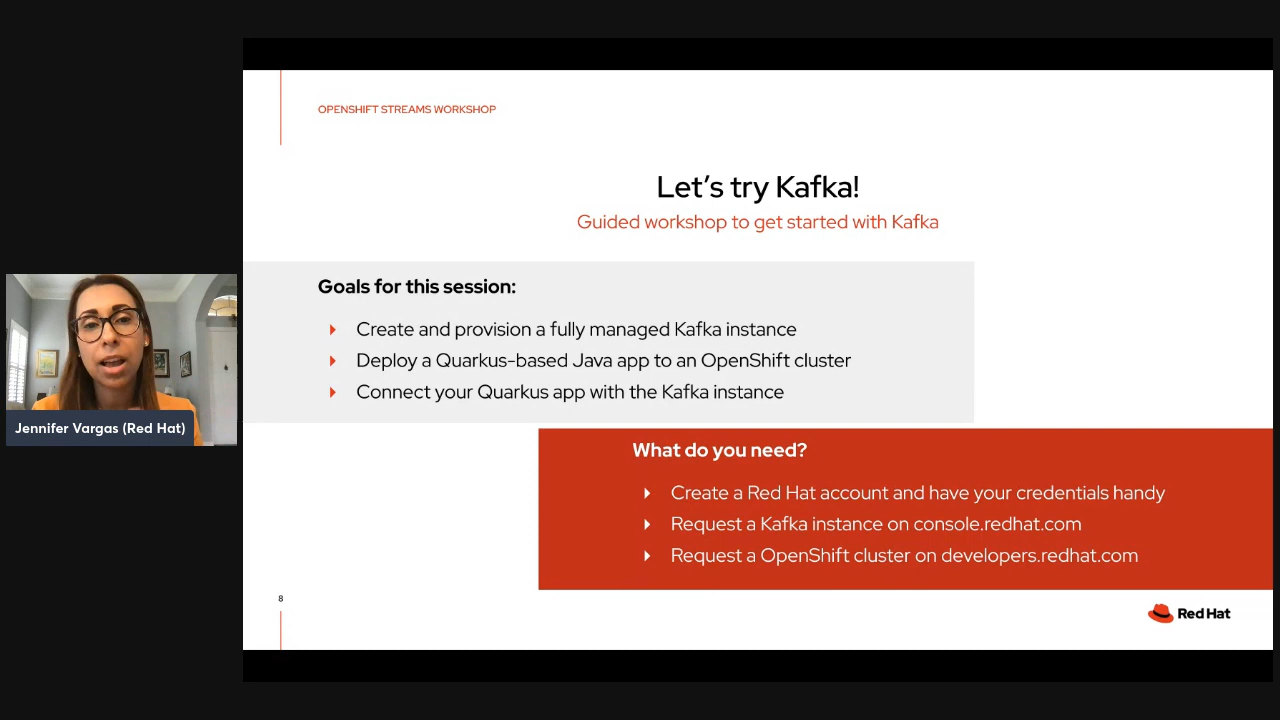 OPENSHIFT STREAMS WORKSHOP
Let's try Kafka!
Guided workshop to get started with Kafka
Goals for this session:
Create and provision a fully managed Kafka instance
Deploy a Quarkus-based Java app to an OpenShift cluster
Connect your Quarkus app with the Kafka instance
Jennifer Vargas (Red Hat)
What do you need?
Create a Red Hat account and have your credentials handy
Request a Kafka instance on console.redhat.com
Request a OpenShift cluster on developers.redhat.com
8
Red Hat